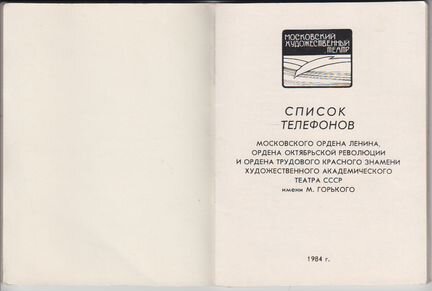 МОСКОВСКИЙ
ХУДОЖЕСТВЕННЫЙ
ТЕАТР
СПИСОК
ТЕЛЕФОНОВ
МОСКОВСКОГО ОРДЕНА ЛЕНИНА,
ОРДЕНА ОКТЯБРЬСКОЙ РЕВОЛЮЦИИ
И ОРДЕНА ТРУДОВОГО КРАСНОГО ЗНАМЕНИ
ХУДОЖЕСТВЕННОГО АКАДЕМИЧЕСКОГО
ТЕАТРА СССР
имени М. ГОРЬКОГО
1984 г.